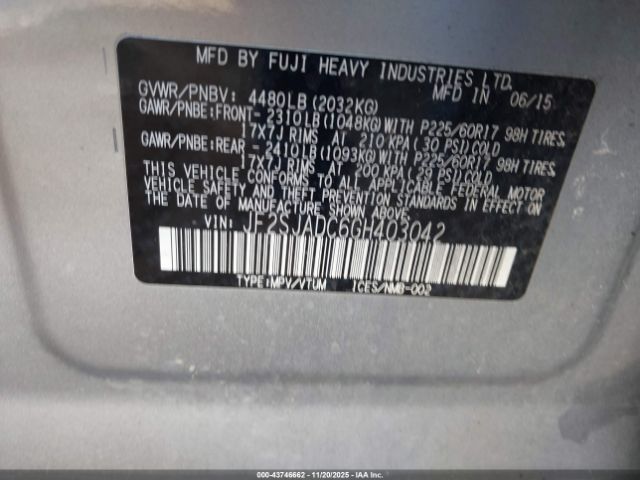 MFD BY FUJI HEAVY INDUSTRIES LTD.
MFD IN 06/15
GVWR/PNBV: 4480LB(2032KG)
GAWR/PNBE:FRONT- 2310LB(1048KG)WITH P225/60R17 98H TIRES,
17X7J RIMS AT 210 KPA( 30 PSI)COLD
GAWR/PNBE:REAR - 2410LB(1093KG)WITH P225/60R17 98H TIRES,
17X7J RIMS AT 200 KPA( 29 PSI)COLD
THIS VEHICLE CONFORMS TO ALL APPLICABLE FEDERAL MOTOR
VEHICLE SAFETY AND THEFT PREVENTION STANDARDS IN EFFECT ON
THE DATE OF MANUFACTURE SHOWN ABOVE.
VIN: JF2SJADC6GH403042
TYPE:MPV/VTUM ICES/NMB-002
000-43746662 - 11/20/2025 - IAA Inc.